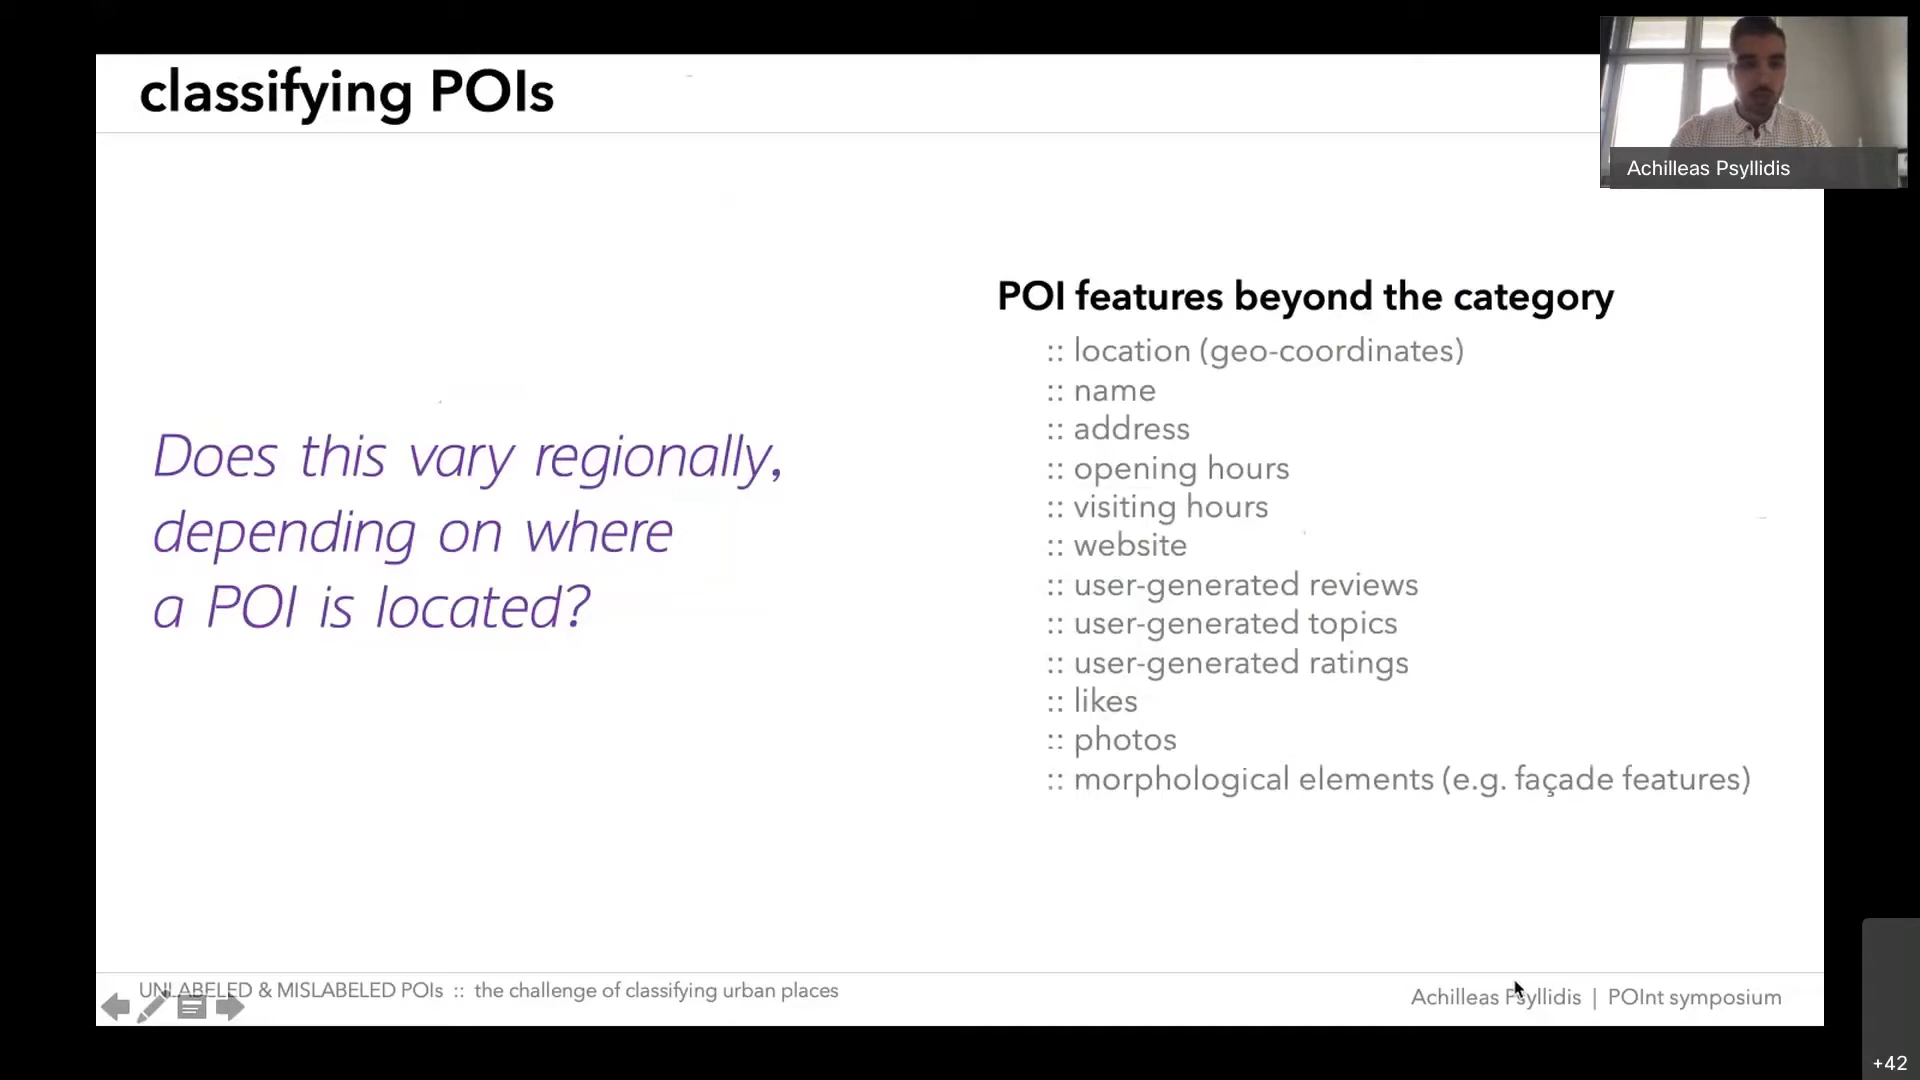 classifying POIs
Achilleas Psyllidis
Does this vary regionally,
depending on where
a POI is located?
POI features beyond the category
:: location (geo-coordinates)
:: name
:: address
:: opening hours
:: visiting hours
:: website
:: user-generated reviews
:: user-generated topics
:: user-generated ratings
:: likes
:: photos
:: morphological elements (e.g. façade features)
UNLABELED & MISLABELED POIs :: the challenge of classifying urban places
Achilleas Psyllidis | POInt symposium
+42